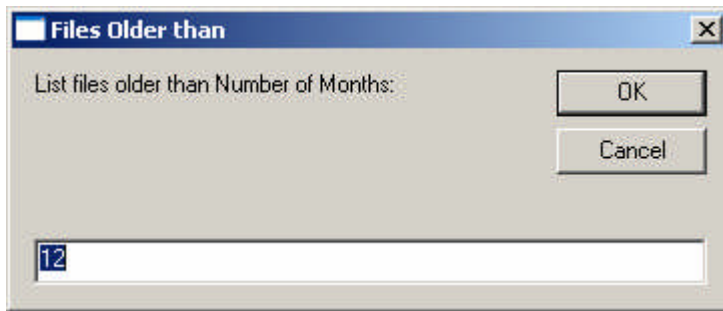 Files Older than
List files older than Number of Months:
OK
Cancel
12